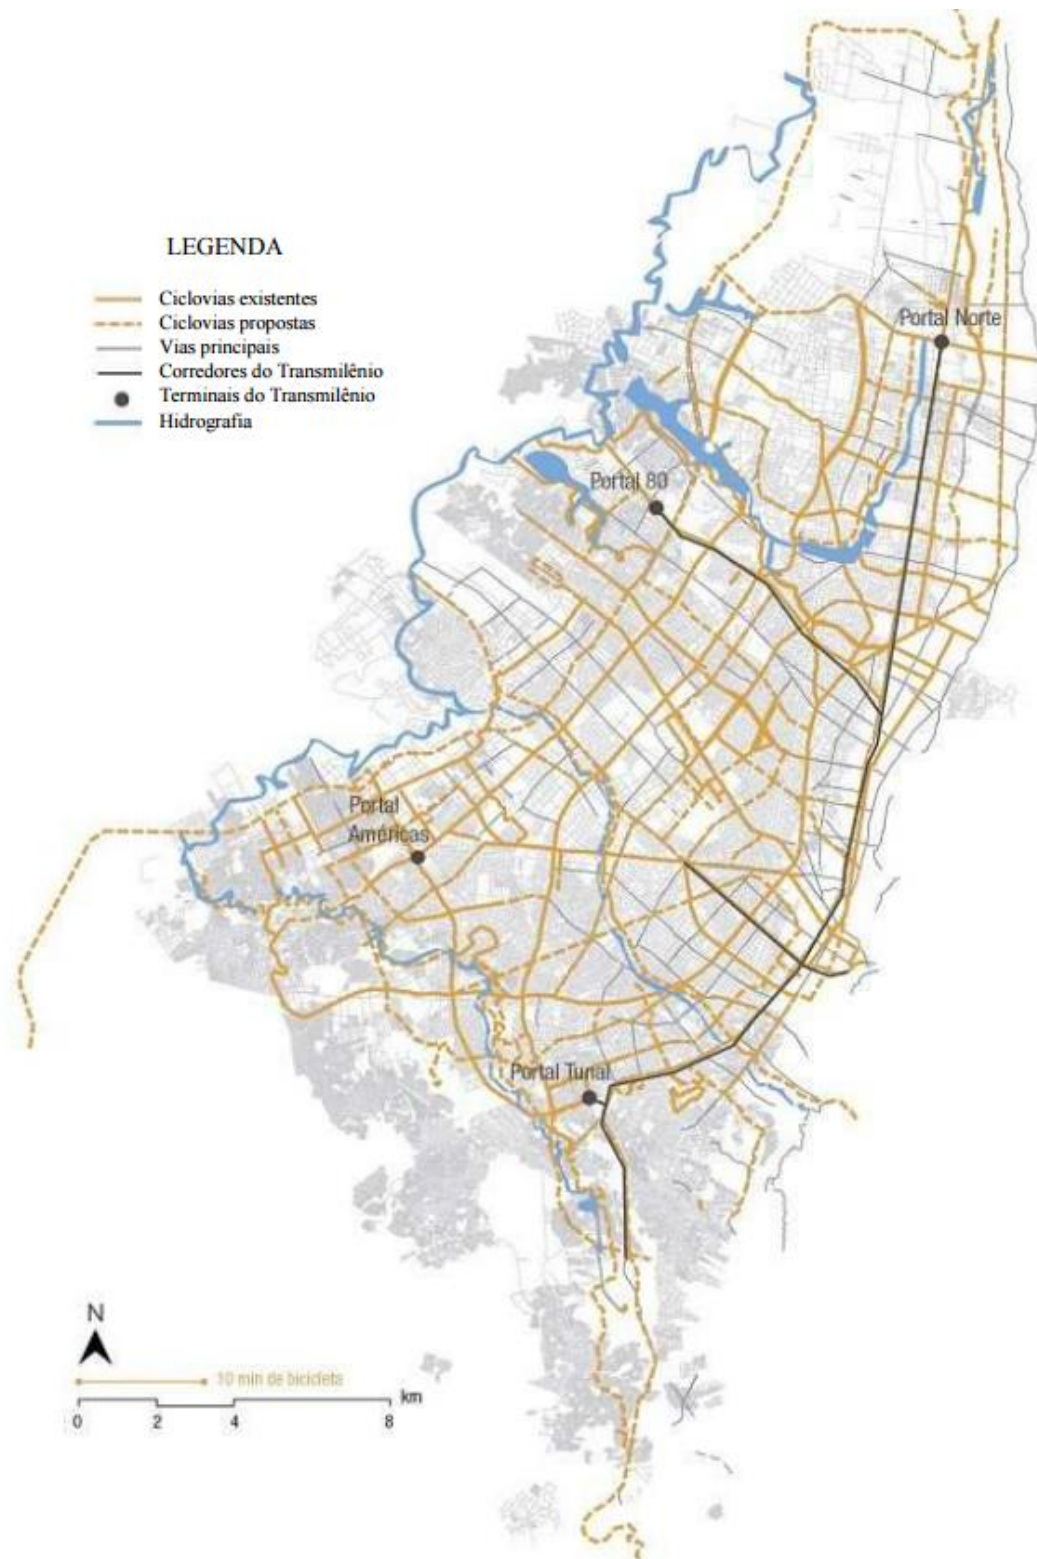 LEGENDA
Ciclovias existentes
Ciclovias propostas
Vias principais
Corredores do Transmilênio
Terminais do Transmilênio
Hidrografia
Portal Norte
Portal 80
Portal
Américas
Portal Tunal
N
10 min de bicicleta
km
0 2 4 8